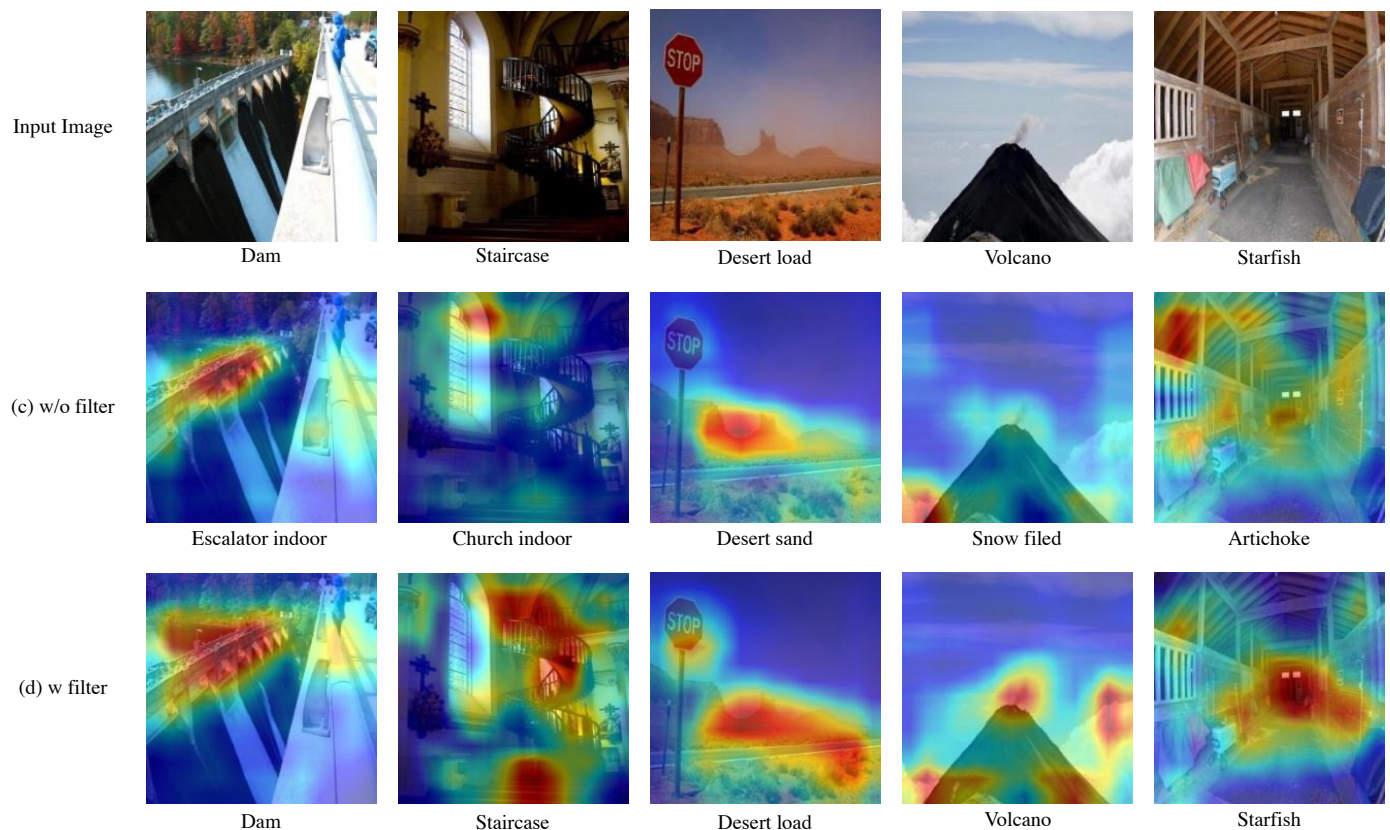 STOP
Input Image
Dam
Staircase
Desert load
Volcano
Starfish
STOP
(c) w/o filter
Escalator indoor
Church indoor
Desert sand
Snow filed
Artichoke
STOP
(d) w filter
Dam
Staircase
Desert load
Volcano
Starfish